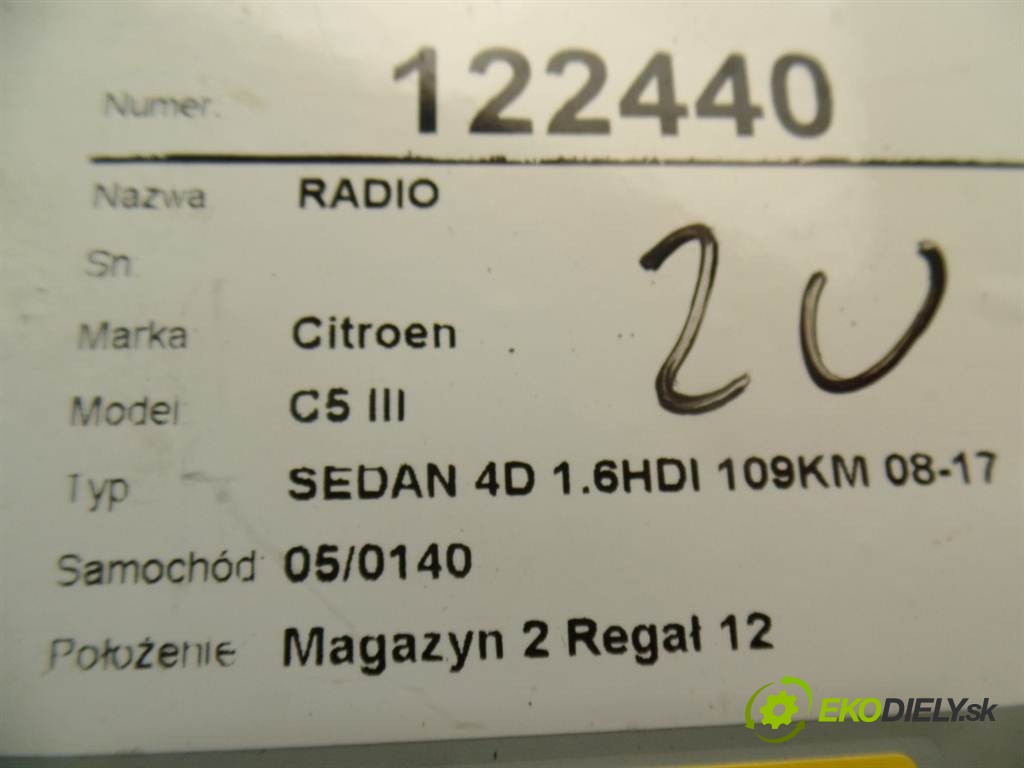 Numer. 122440
Nazwa RADIO
Sn
Marka Citroen
Model C5 III
Typ SEDAN 4D 1.6HDI 109KM 08-17
Samochód 05/0140
Położenie Magazyn 2 Regał 12
20
EKODIELY.sk